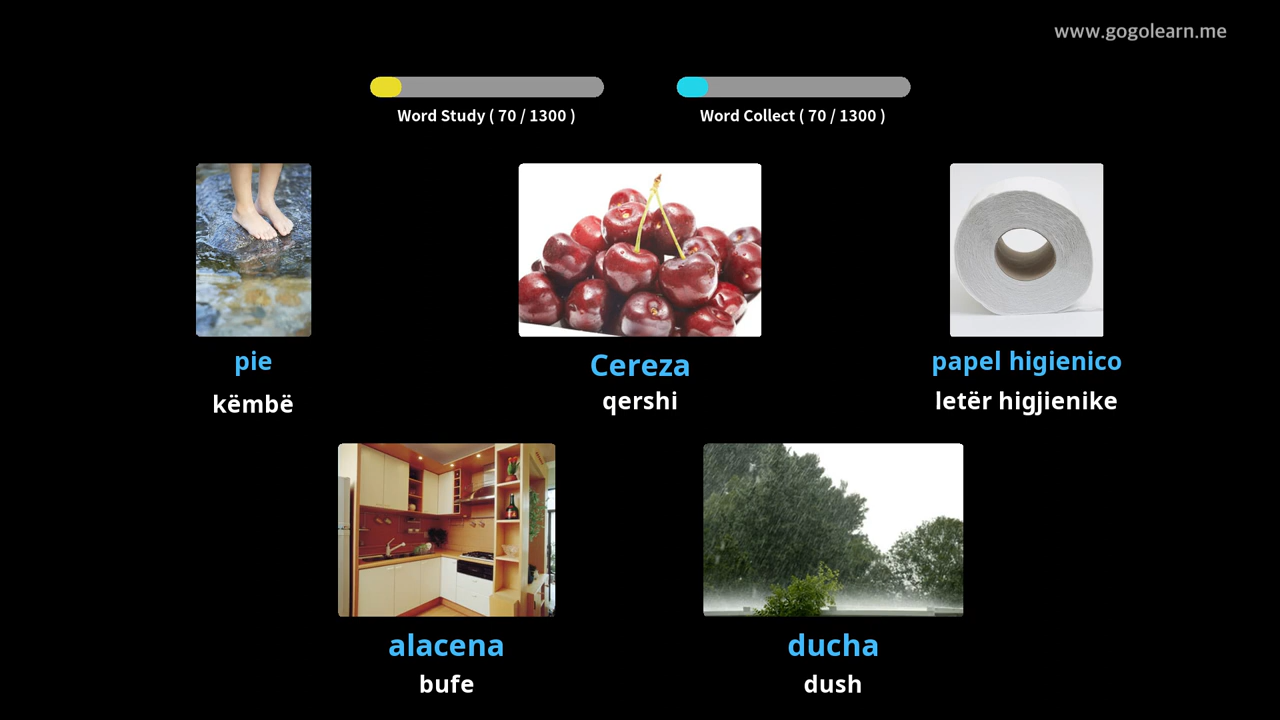 www.gogolearn.me
Word Study ( 70 / 1300 )
Word Collect ( 70 / 1300 )
pie
këmbë
Cereza
qershi
papel higienico
letër higjienike
alacena
bufe
ducha
dush